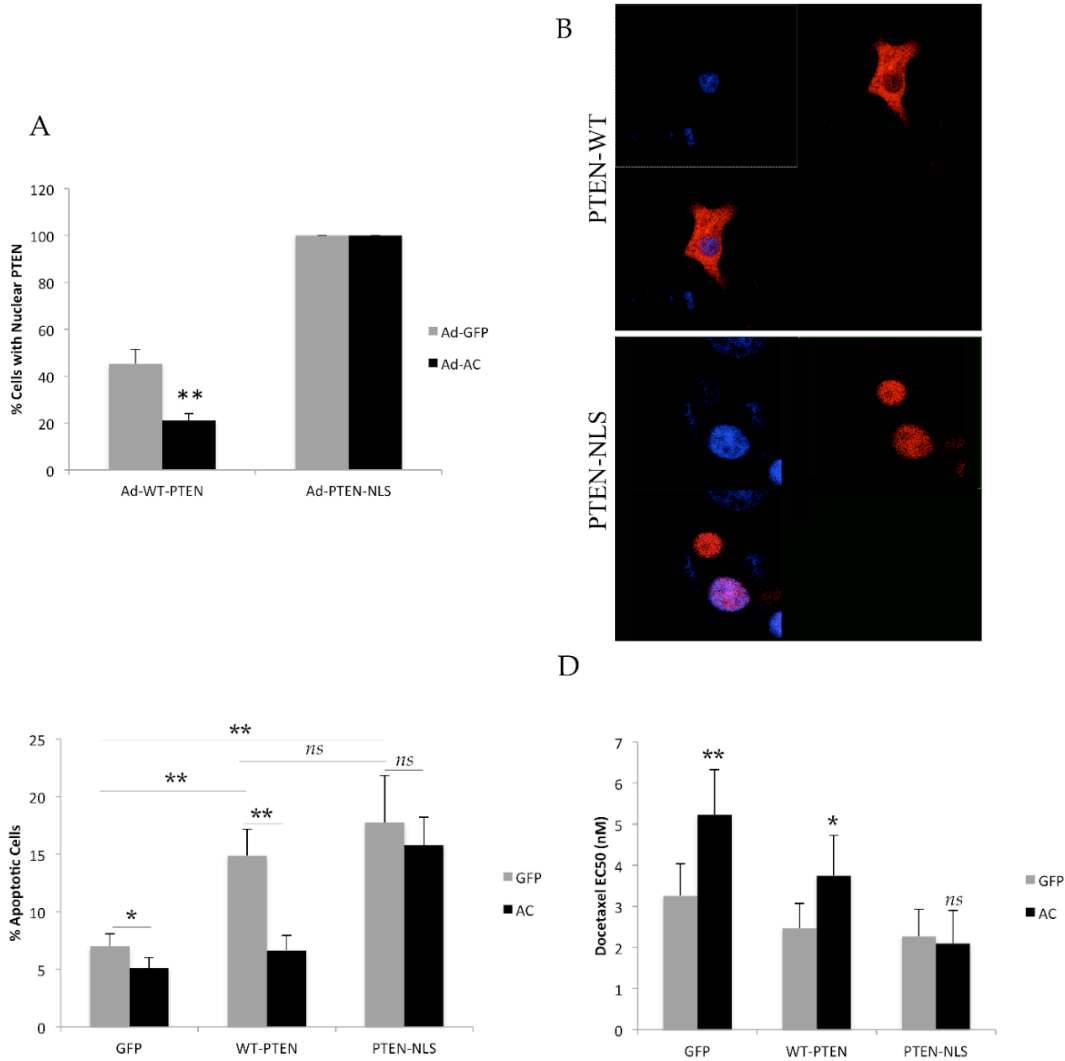 A
% Cells with Nuclear PTEN
120
100
80
60
40
20
0
**
Ad-WT-PTEN
Ad-PTEN-NLS
Ad-GFP
Ad-AC
B
PTEN-WT
PTEN-NLS
% Apoptotic Cells
25
20
15
10
5
0
**
ns
ns
**
**
*
GFP
WT-PTEN
PTEN-NLS
GFP
AC
D
Docetaxel EC50 (nM)
7
6
5
4
3
2
1
0
**
*
ns
GFP
WT-PTEN
PTEN-NLS
GFP
AC